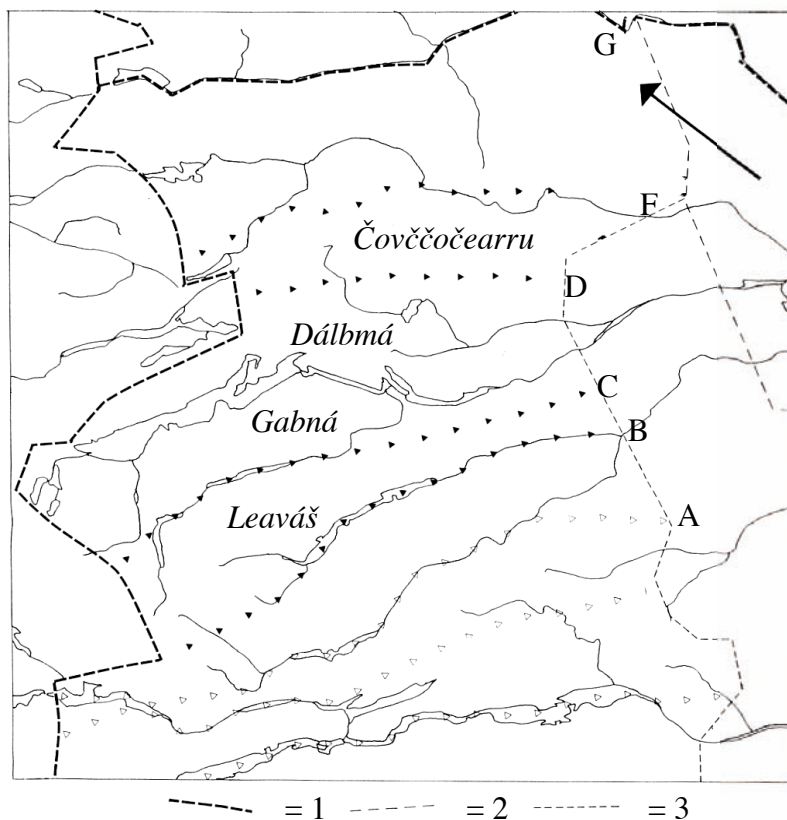 G
F
Čovččočearru
D
Dálbmá
C
Gabná
B
Leaváš
A
= 1
= 2
= 3